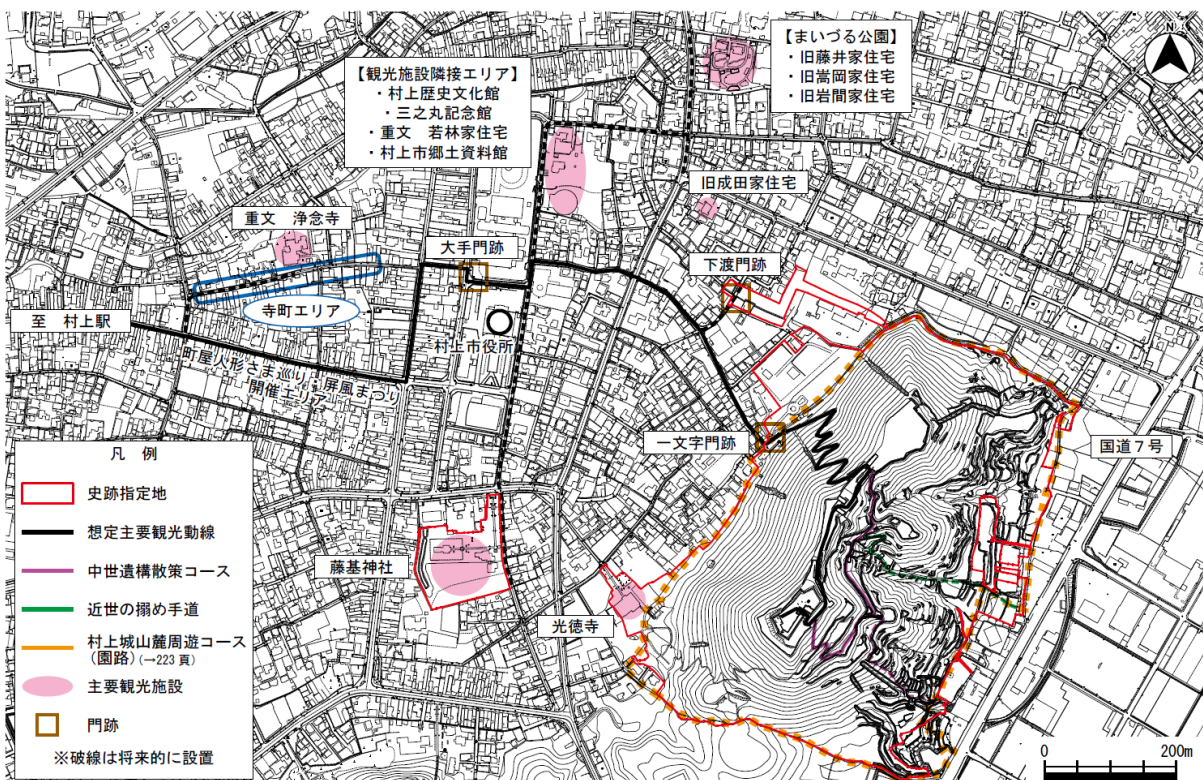 【まいづる公園】
・旧藤井家住宅
・旧嵩岡家住宅
・旧岩間家住宅
N
【観光施設隣接エリア】
・村上歴史文化館
・三之丸記念館
・重文 若林家住宅
・村上市郷土資料館
旧成田家住宅
重文 浄念寺
大手門跡
下渡門跡
寺町エリア
至 村上駅
村上市役所
町屋人形さま巡り・屏風まつり
開催エリア
一文字門跡
国道7号
藤基神社
光徳寺
凡 例
史跡指定地
想定主要観光動線
中世遺構散策コース
近世の搦め手道
村上城山麓周遊コース
(園路)(→223 頁)
主要観光施設
門跡
※破線は将来的に設置
0 200m